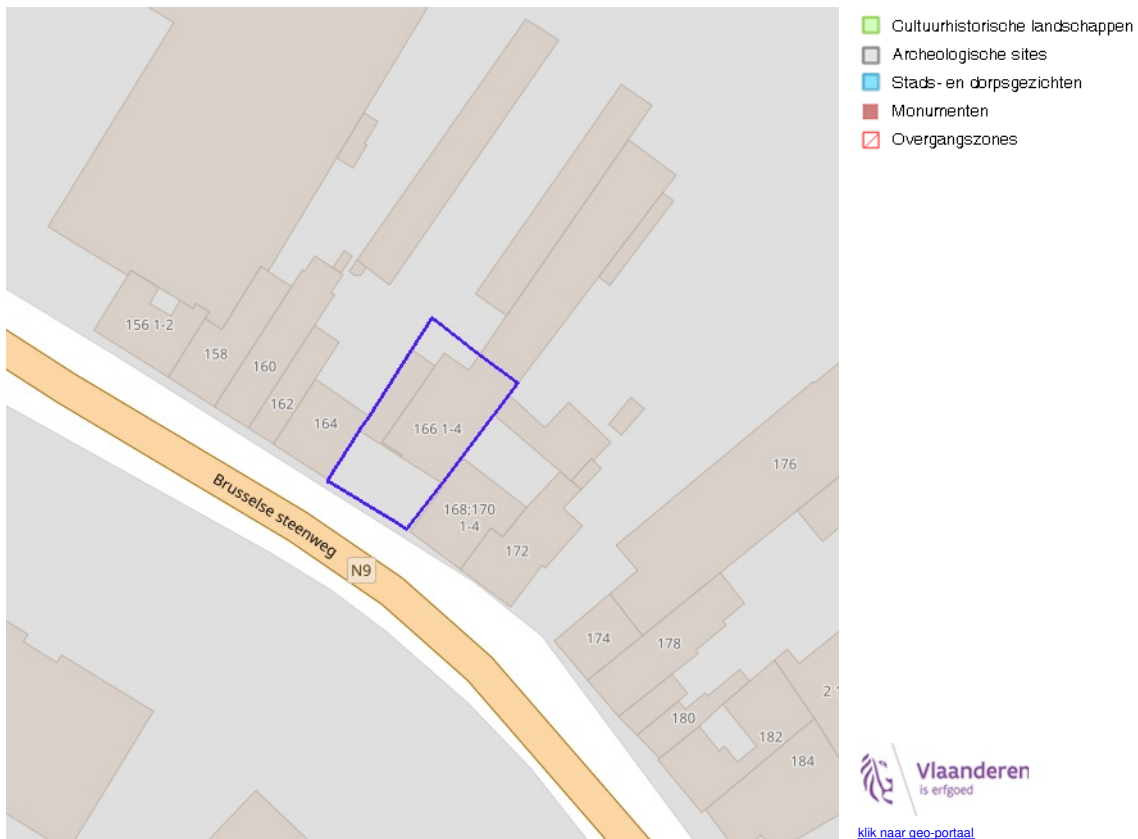 Cultuurhistorische landschappen
Archeologische sites
Stads- en dorpsgezichten
Monumenten
Overgangszones
156 1-2
158
160
162
164
166 1-4
168;170
1-4
172
176
174
178
180
182
184
Brusselse steenweg
N9
Vlaanderen
is erfgoed
klik naar geo-portaal